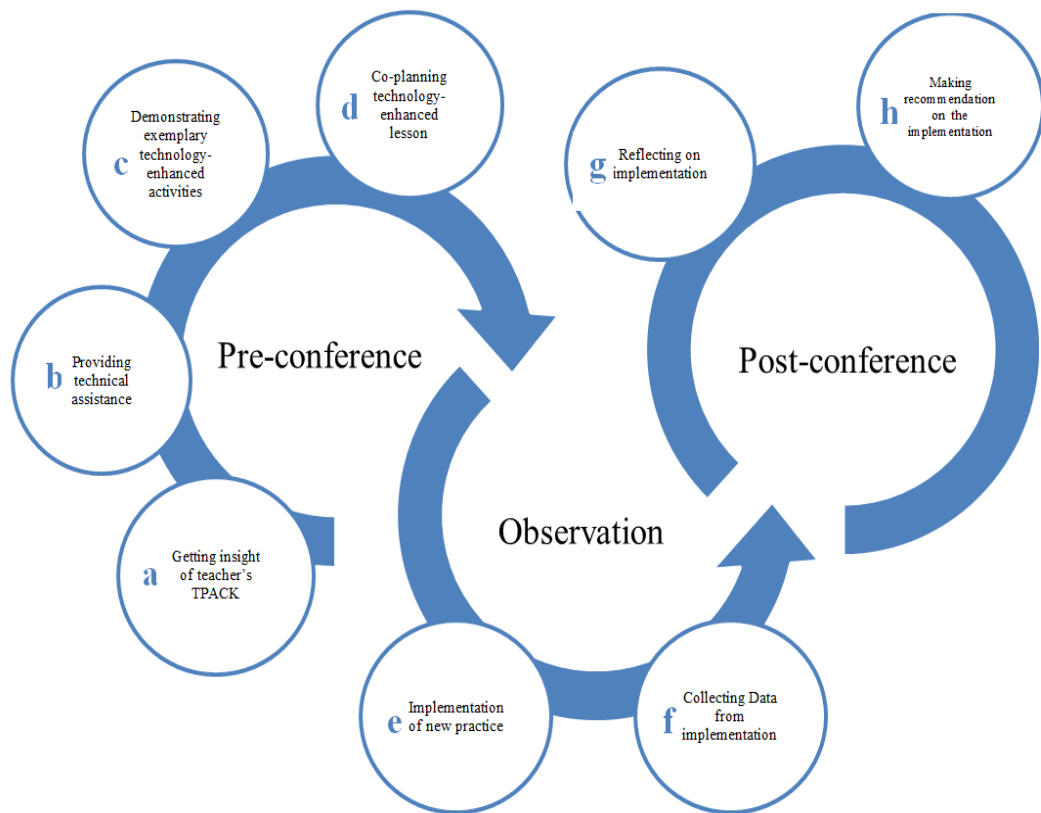 Pre-conference
a
Getting insight
of teacher's
TPACK
b
Providing
technical
assistance
c
Demonstrating
exemplary
technology-
enhanced
activities
d
Co-planning
technology-
enhanced
lesson
Observation
e
Implementation
of new practice
f
Collecting Data
from
implementation
Post-conference
g
Reflecting on
implementation
h
Making
recommendation
on the
implementation